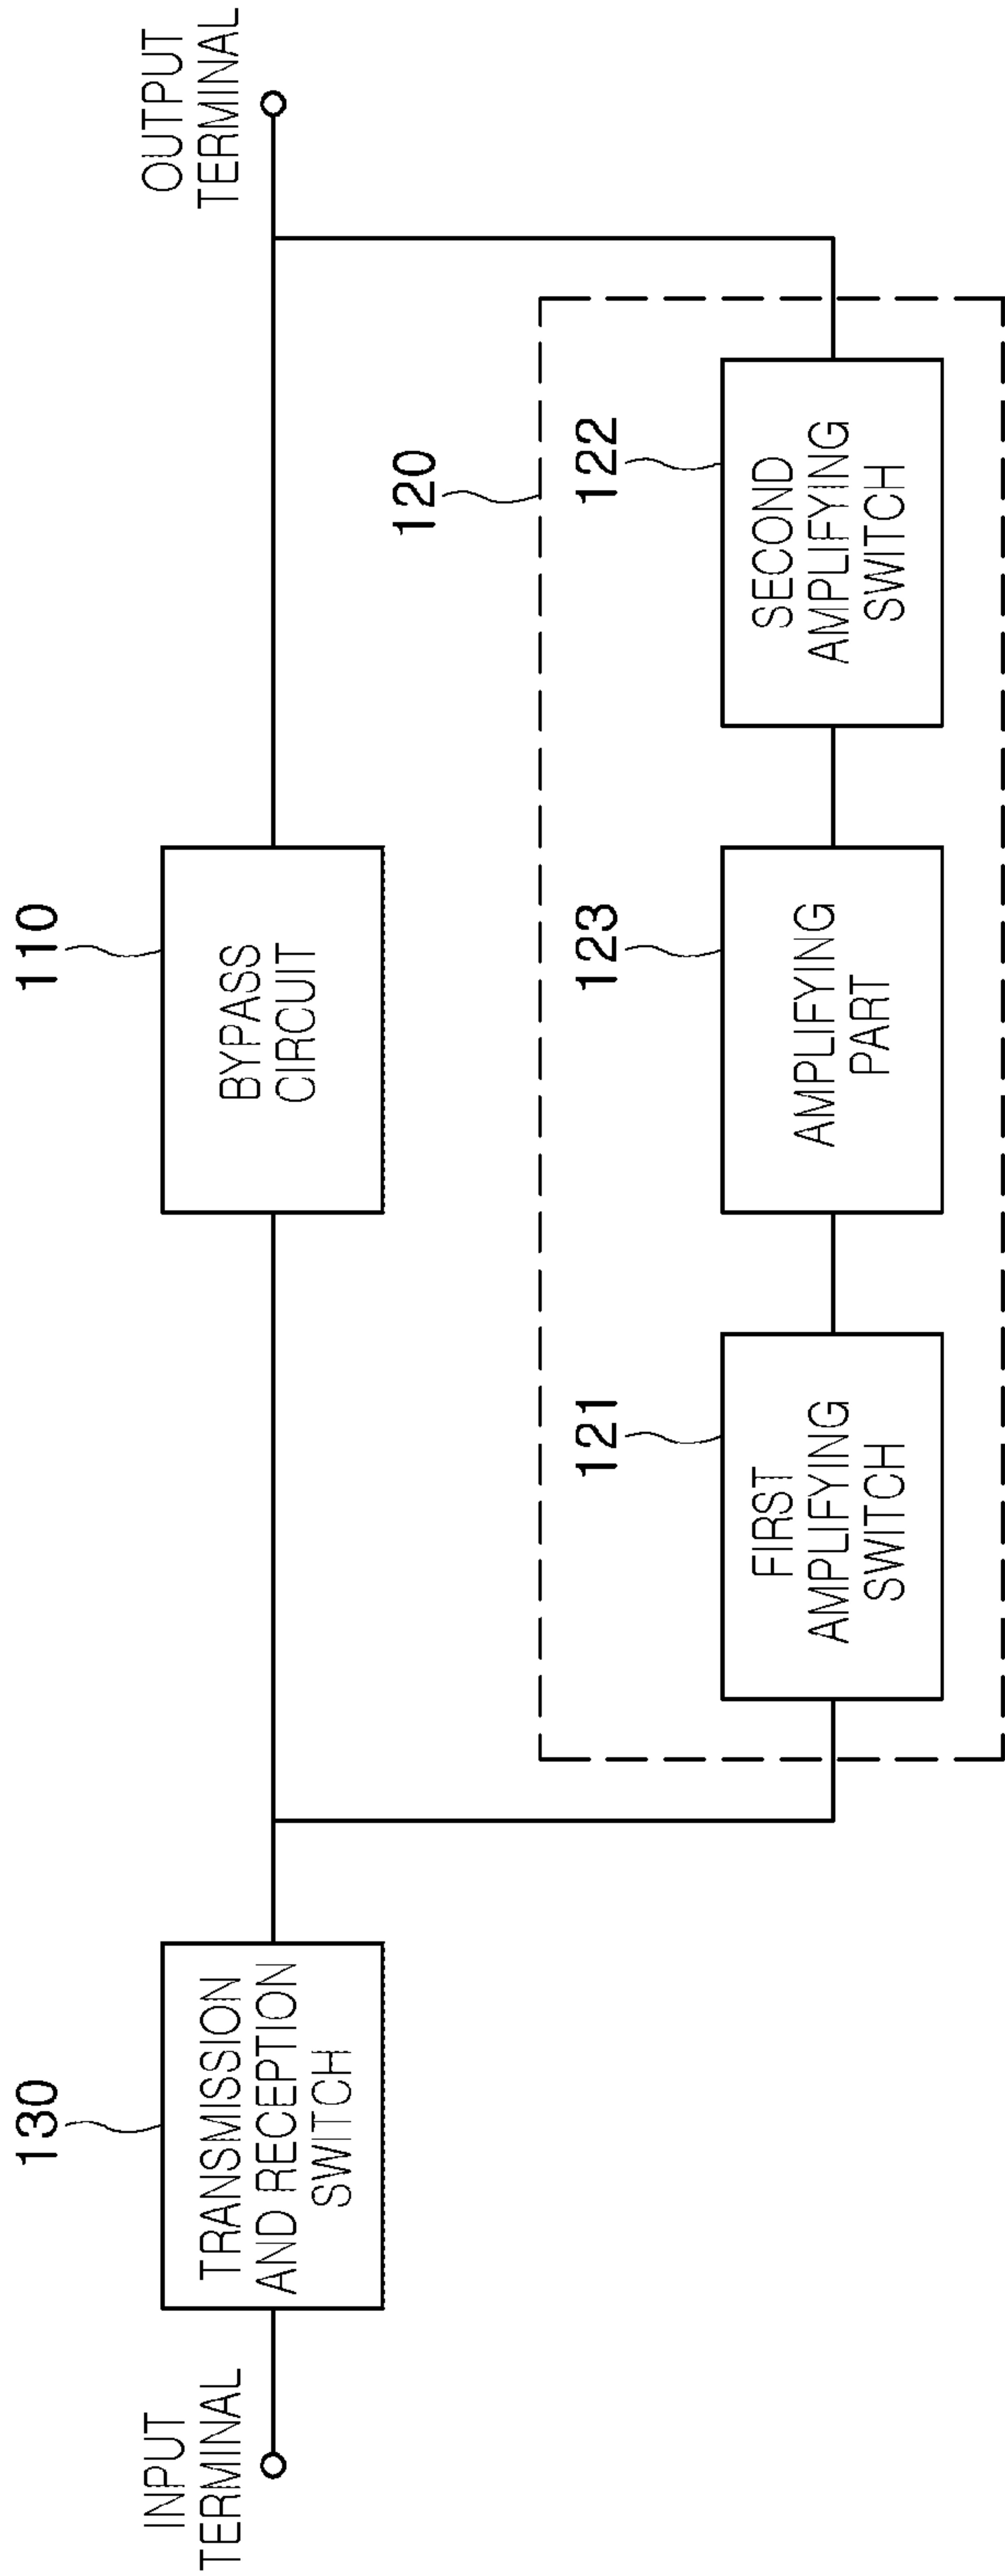 110
130
BYPASS
CIRCUIT
INPUT
TERMINAL
TRANSMISSION
AND RECEPTION
SWITCH
OUTPUT
TERMINAL
120
121
123
122
FIRST
AMPLIFYING
SWITCH
AMPLIFYING
PART
SECOND
AMPLIFYING
SWITCH